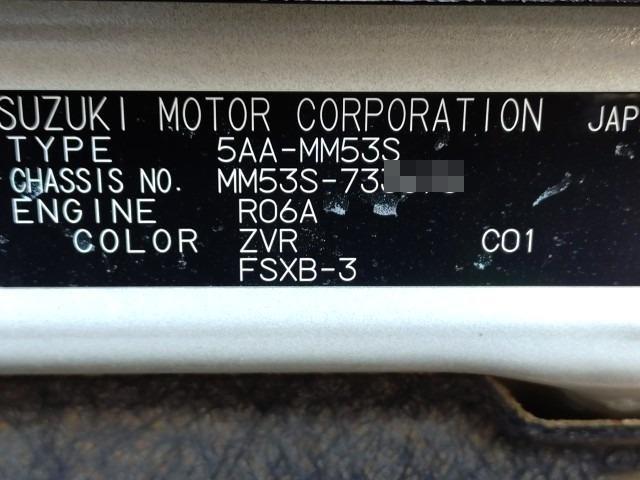 SUZUKI MOTOR CORPORATION JAP
TYPE 5AA-MM53S
CHASSIS NO. MM53S-73
ENGINE R06A
COLOR ZVR C01
FSXB-3